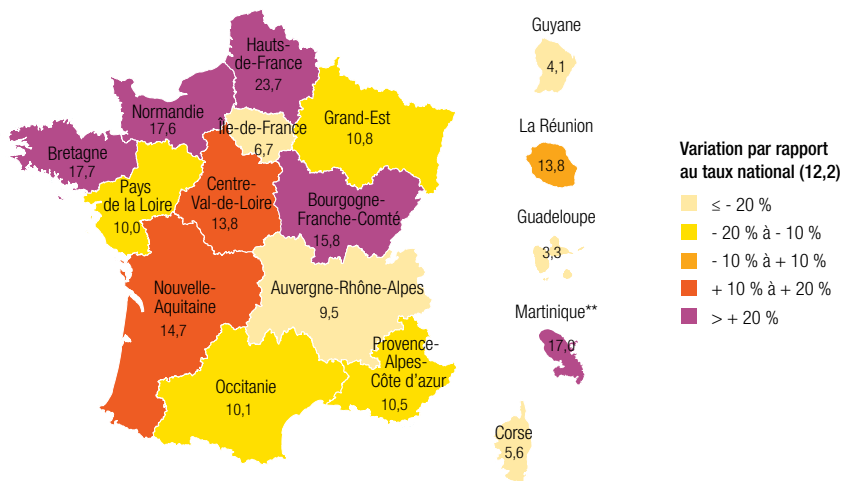 Hauts-
de-France
23,7
Normandie
17,6
Île-de-France
6,7
Grand-Est
10,8
Bretagne
17,7
Pays
de la Loire
10,0
Centre-
Val-de-Loire
13,8
Bourgogne-
Franche-Comté
15,8
Nouvelle-
Aquitaine
14,7
Auvergne-Rhône-Alpes
9,5
Provence-
Alpes-
Côte d'azur
10,5
Occitanie
10,1
Corse
5,6
Guyane
4,1
La Réunion
13,8
Guadeloupe
3,3
Martinique**
17,0
Variation par rapport
au taux national (12,2)
≤ - 20 %
- 20 % à - 10 %
- 10 % à + 10 %
+ 10 % à + 20 %
> + 20 %